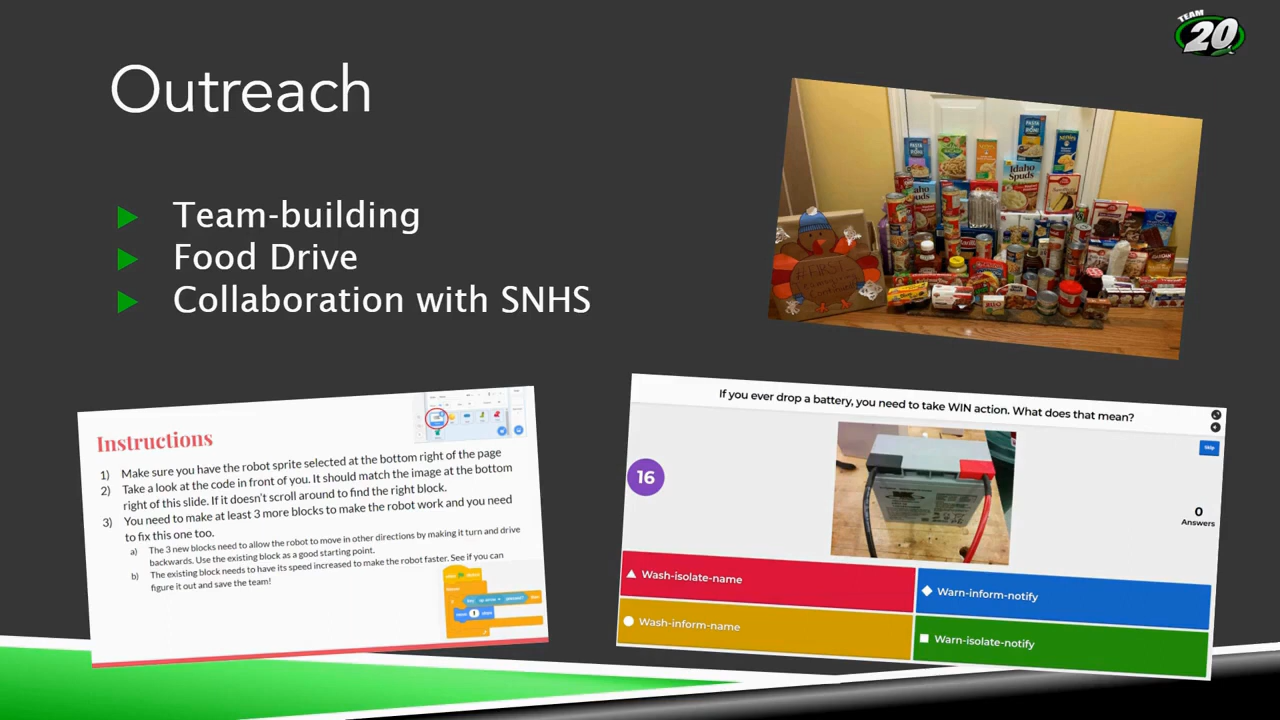 TEAM
20
Outreach
Team-building
Food Drive
Collaboration with SNHS
Idaho
Spuds
Instructions
1) Make sure you have the robot sprite selected at the bottom right of the page
2) Take a look at the code in front of you. It should match the image at the bottom
right of this slide. If it doesn't scroll around to find the right block.
3) You need to make at least 3 more blocks to make the robot work and you need
to fix this one too.
a) The 3 new blocks need to allow the robot to move in other directions by making it turn and drive
backwards. Use the existing block as a good starting point.
b) The existing block needs to have its speed increased to make the robot faster. See if you can
figure it out and save the team!
If you ever drop a battery, you need to take WIN action. What does that mean?
Skip
16
0
Answers
Wash-isolate-name
Warn-inform-notify
Wash-inform-name
Warn-isolate-notify